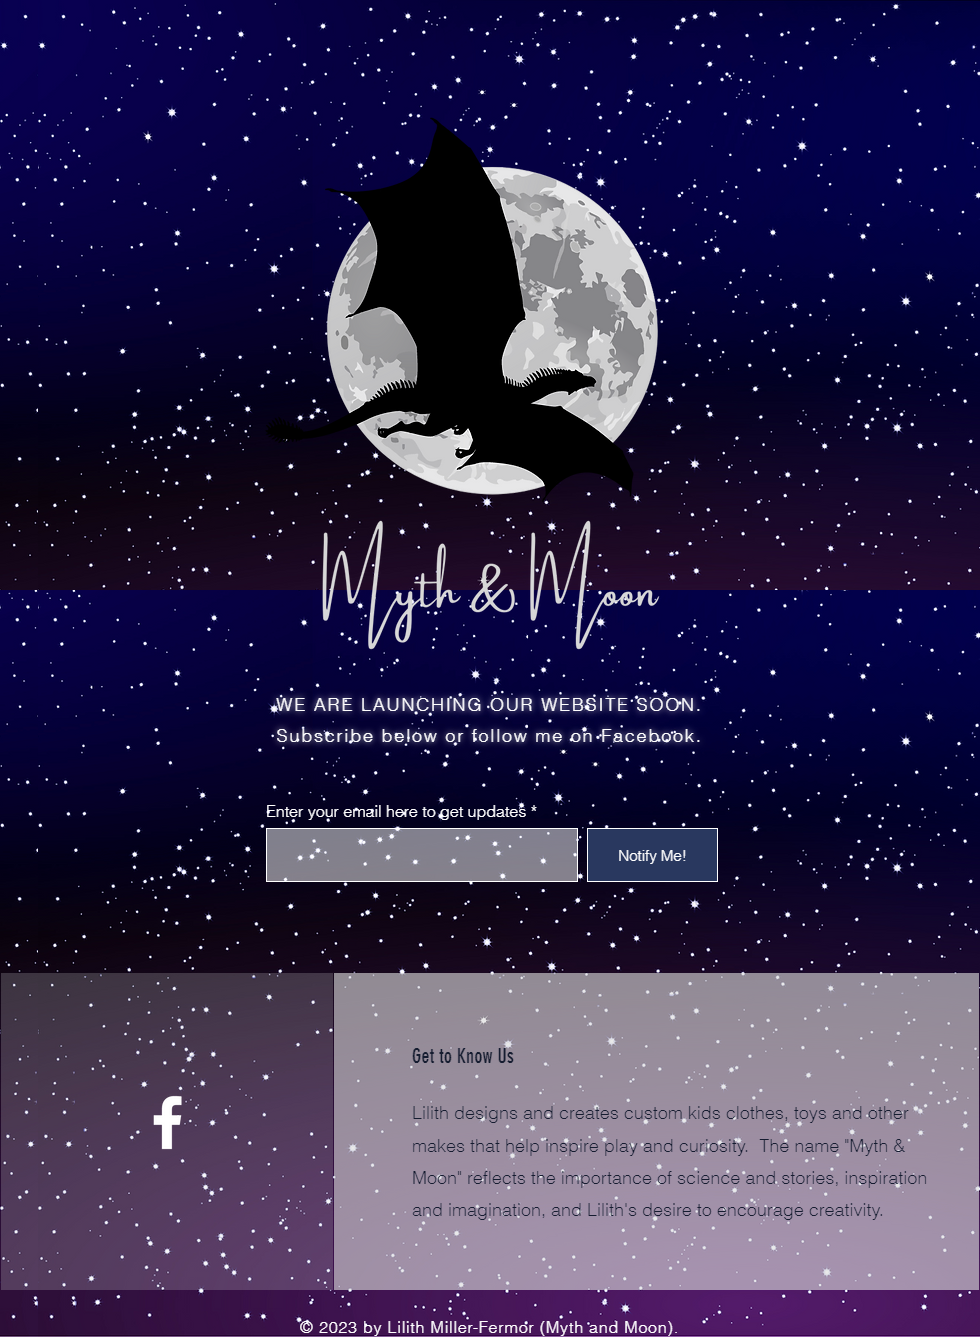 Myth & Moon
WE ARE LAUNCHING OUR WEBSITE SOON.
Subscribe below or follow me on Facebook.
Enter your email here to get updates *
Notify Me!
Get to Know Us
Lilith designs and creates custom kids clothes, toys and other
makes that help inspire play and curiosity.  The name "Myth &
Moon" reflects the importance of science and stories, inspiration
and imagination, and Lilith's desire to encourage creativity.
© 2023 by Lilith Miller-Fermor (Myth and Moon).